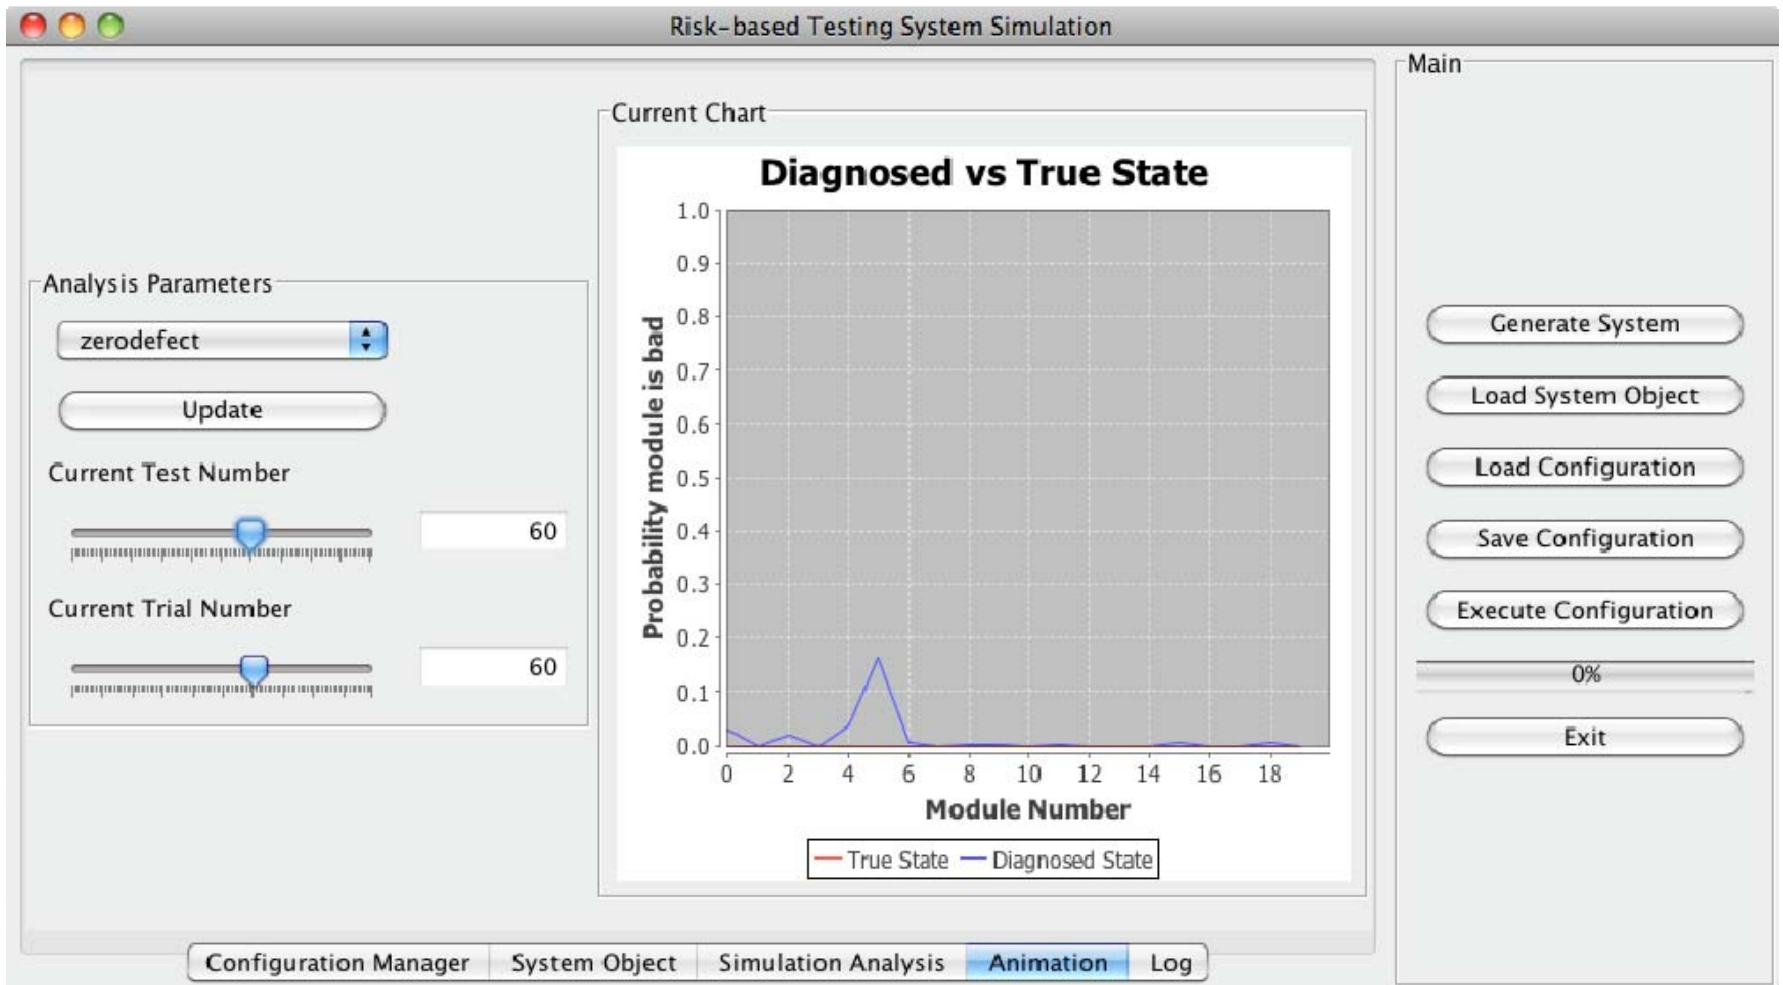 Risk-based Testing System Simulation
Analysis Parameters
zerodefect
Update
Current Test Number
60
Current Trial Number
60
Current Chart
Diagnosed vs True State
Probability module is bad
1.0
0.9
0.8
0.7
0.6
0.5
0.4
0.3
0.2
0.1
0.0
0 2 4 6 8 10 12 14 16 18
Module Number
True State Diagnosed State
Main
Generate System
Load System Object
Load Configuration
Save Configuration
Execute Configuration
0%
Exit
Configuration Manager System Object Simulation Analysis Animation Log